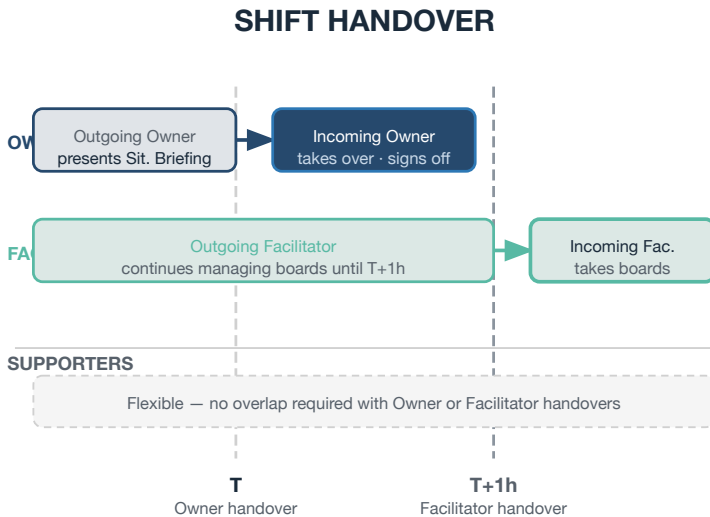 SHIFT HANDOVER
OW
Outgoing Owner
presents Sit. Briefing
Incoming Owner
takes over · signs off
FAC
Outgoing Facilitator
continues managing boards until T+1h
Incoming Fac.
takes boards
SUPPORTERS
Flexible — no overlap required with Owner or Facilitator handovers
T
Owner handover
T+1h
Facilitator handover